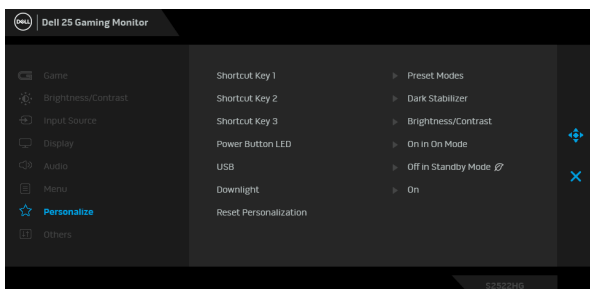 DELL Dell 25 Gaming Monitor
Game
Brightness/Contrast
Input Source
Display
Audio
Menu
Personalize
Others
Shortcut Key 1 Preset Modes
Shortcut Key 2 Dark Stabilizer
Shortcut Key 3 Brightness/Contrast
Power Button LED On in On Mode
USB Off in Standby Mode
Downlight On
Reset Personalization
S2522HG